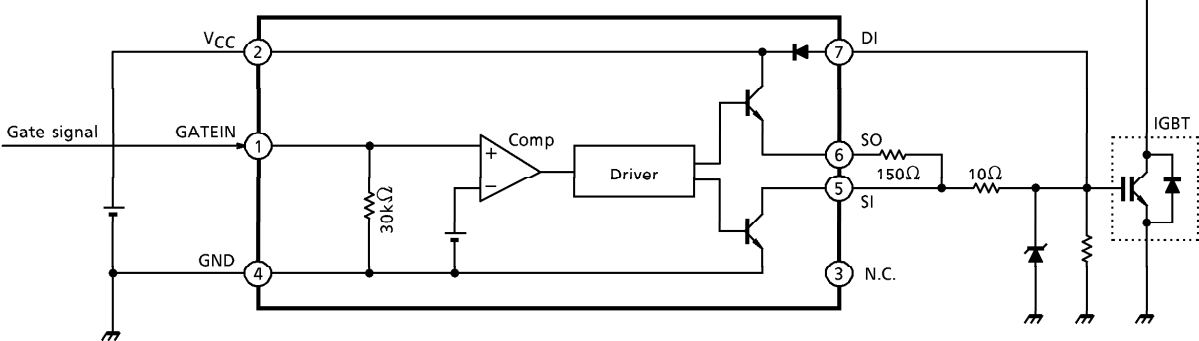 VCC
2
7
DI
Gate signal
GATEIN
1
Comp
+
−
30kΩ
Driver
6
SO
150Ω
10Ω
5
SI
IGBT
GND
4
3
N.C.